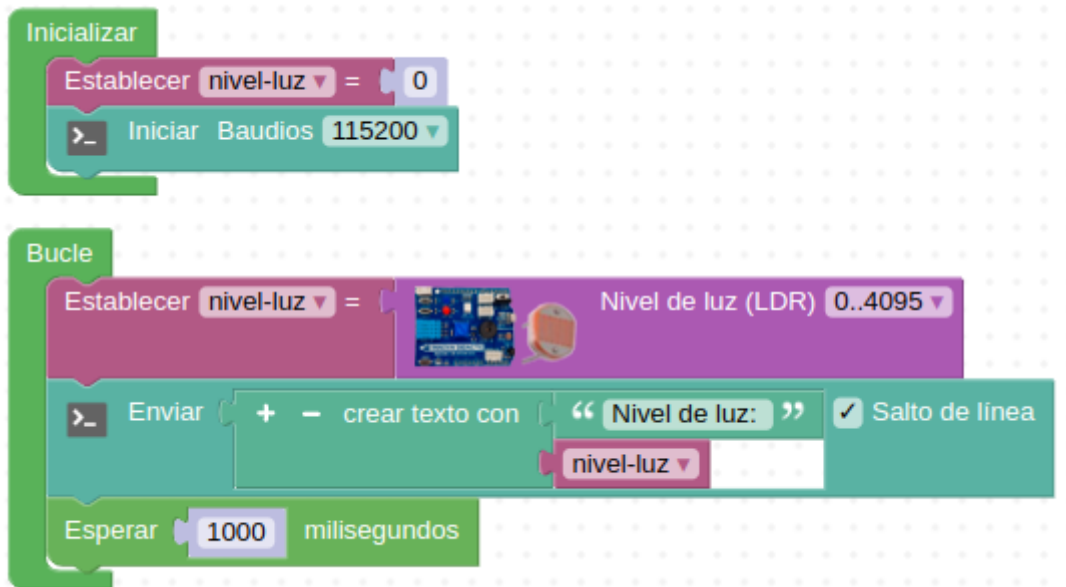 Inicializar
Establecer nivel-luz ▾ = 0
>_ Iniciar Baudios 115200 ▾
Bucle
Establecer nivel-luz ▾ = Nivel de luz (LDR) 0..4095 ▾
>_ Enviar + − crear texto con “ Nivel de luz: ” ✓ Salto de línea
nivel-luz ▾
Esperar 1000 milisegundos